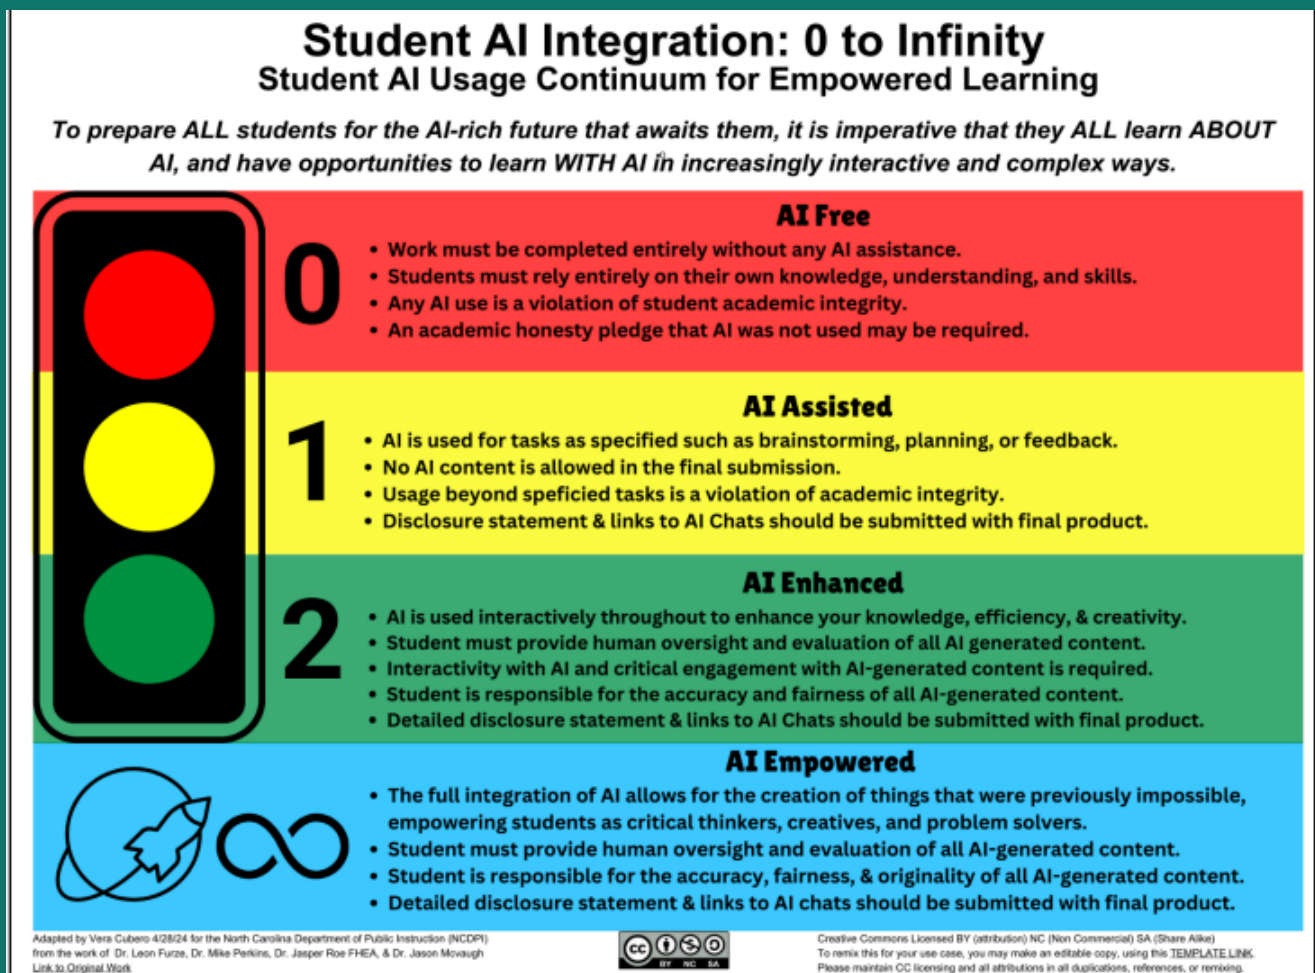 Student AI Integration: 0 to Infinity
Student AI Usage Continuum for Empowered Learning
To prepare ALL students for the AI-rich future that awaits them, it is imperative that they ALL learn ABOUT
AI, and have opportunities to learn WITH AI in increasingly interactive and complex ways.
0
AI Free
• Work must be completed entirely without any AI assistance.
• Students must rely entirely on their own knowledge, understanding, and skills.
• Any AI use is a violation of student academic integrity.
• An academic honesty pledge that AI was not used may be required.
1
AI Assisted
• AI is used for tasks as specified such as brainstorming, planning, or feedback.
• No AI content is allowed in the final submission.
• Usage beyond speficied tasks is a violation of academic integrity.
• Disclosure statement & links to AI Chats should be submitted with final product.
2
AI Enhanced
• AI is used interactively throughout to enhance your knowledge, efficiency, & creativity.
• Student must provide human oversight and evaluation of all AI generated content.
• Interactivity with AI and critical engagement with AI-generated content is required.
• Student is responsible for the accuracy and fairness of all AI-generated content.
• Detailed disclosure statement & links to AI Chats should be submitted with final product.
∞
AI Empowered
• The full integration of AI allows for the creation of things that were previously impossible,
empowering students as critical thinkers, creatives, and problem solvers.
• Student must provide human oversight and evaluation of all AI-generated content.
• Student is responsible for the accuracy, fairness, & originality of all AI-generated content.
• Detailed disclosure statement & links to AI chats should be submitted with final product.
Adapted by Vera Cubero 4/28/24 for the North Carolina Department of Public Instruction (NCDPI)
from the work of Dr. Leon Furze, Dr. Mike Perkins, Dr. Jasper Roe FHEA, & Dr. Jason Mcvaugh
Link to Original Work
cc
BY NC SA
Creative Commons Licensed BY (attribution) NC (Non Commercial) SA (Share Alike)
To remix this for your use case, you may make an editable copy, using this TEMPLATE LINK.
Please maintain CC licensing and all attributions in all duplications, references, or remixing.